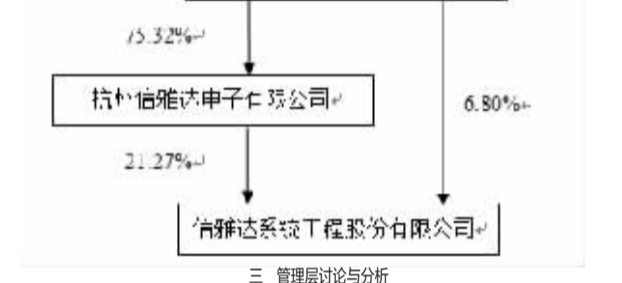 75.32%
杭州信雅达电子有限公司
6.80%
21.27%
信雅达系统工程股份有限公司
三 管理层讨论与分析